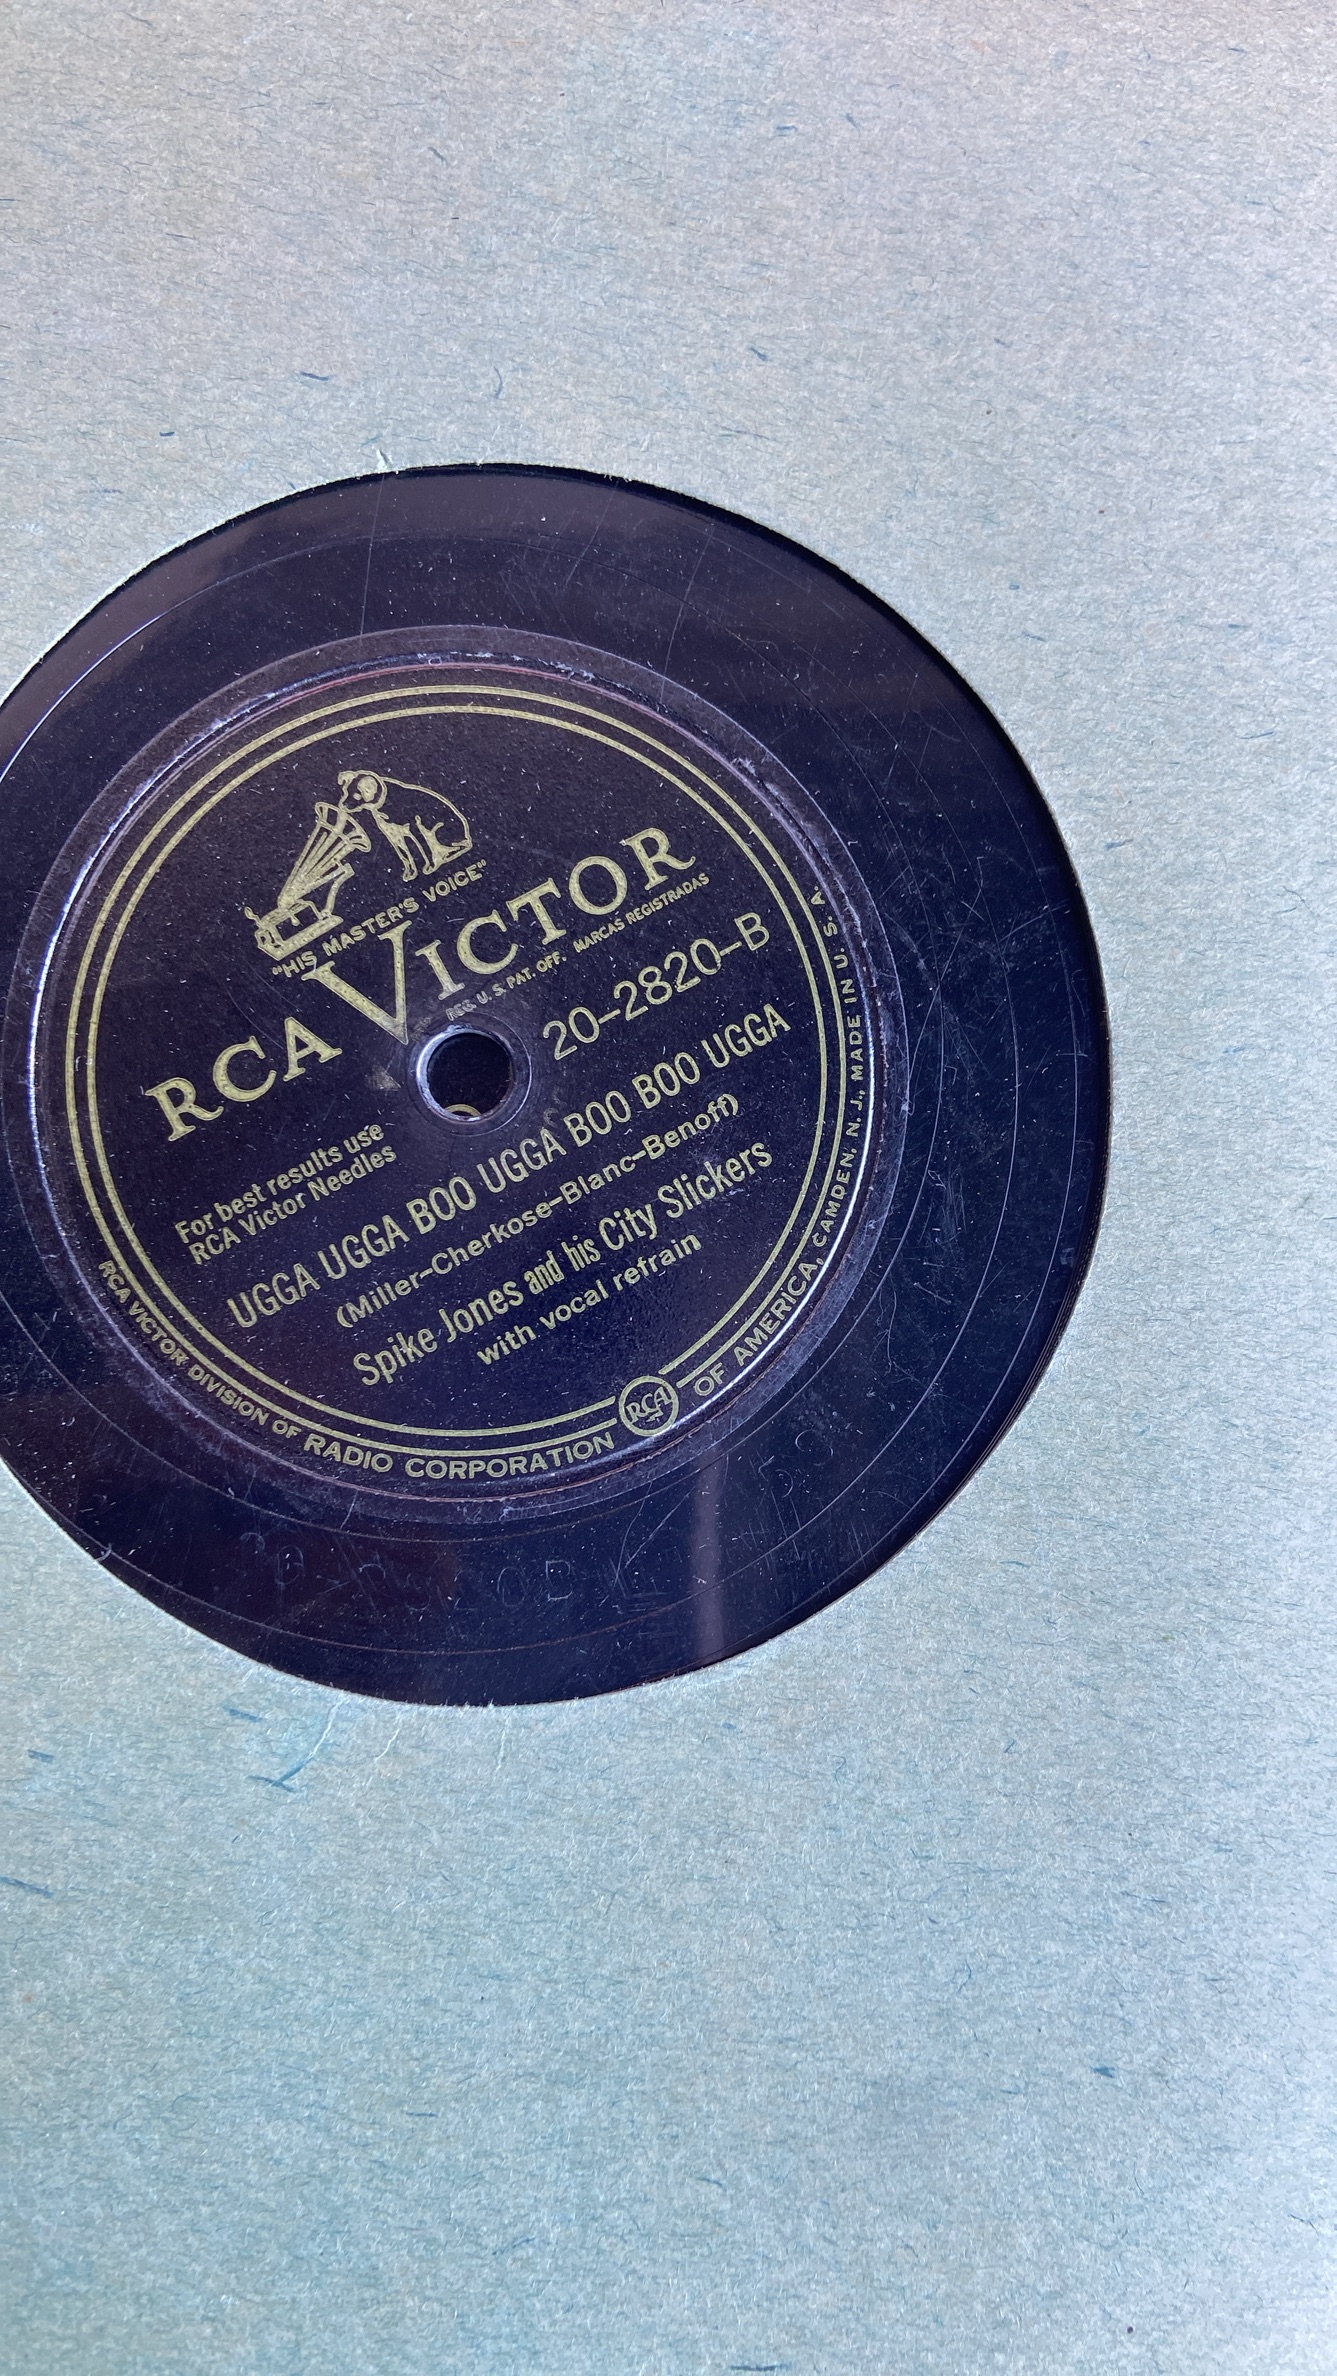 "HIS MASTER'S VOICE"
RCA VICTOR
REG. U. S. PAT. OFF. MARCAS REGISTRADAS
20-2820-B
For best results use
RCA Victor Needles
UGGA UGGA BOO UGGA BOO BOO UGGA
(Miller-Cherkose-Blanc-Benoff)
Spike Jones and his City Slickers
with vocal refrain
RCA
RCA VICTOR DIVISION OF RADIO CORPORATION OF AMERICA, CAMDEN, N. J., MADE IN U. S. A.